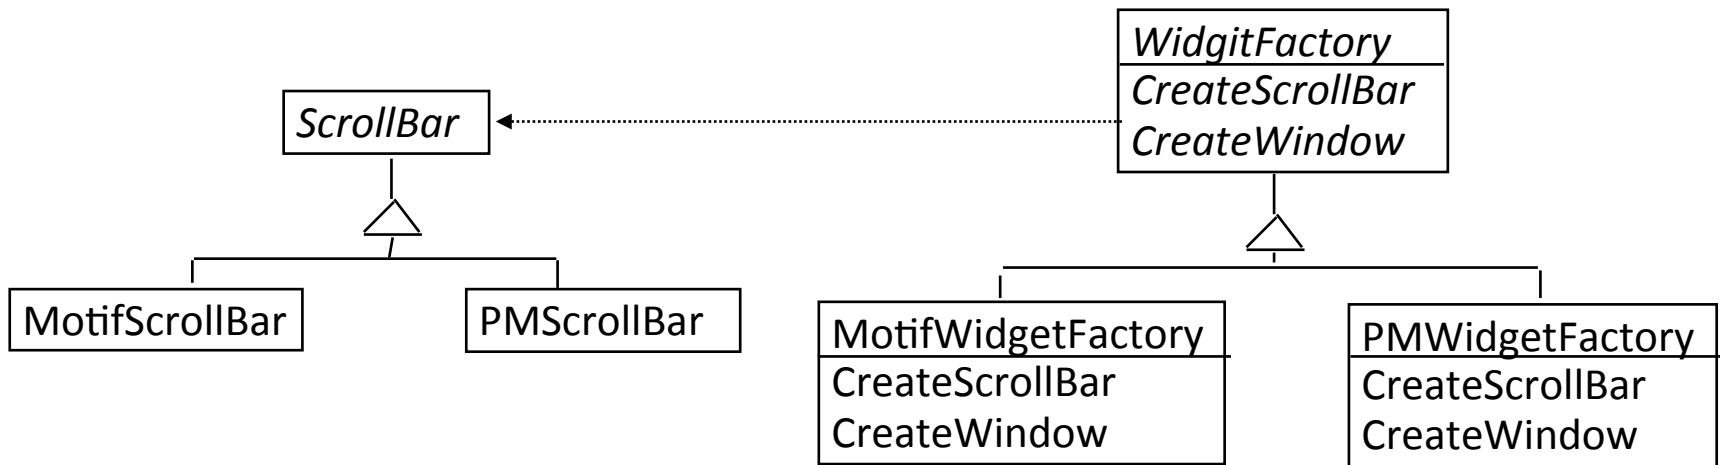 WidgitFactory
CreateScrollBar
CreateWindow
ScrollBar
MotifScrollBar
PMScrollBar
MotifWidgetFactory
CreateScrollBar
CreateWindow
PMWidgetFactory
CreateScrollBar
CreateWindow